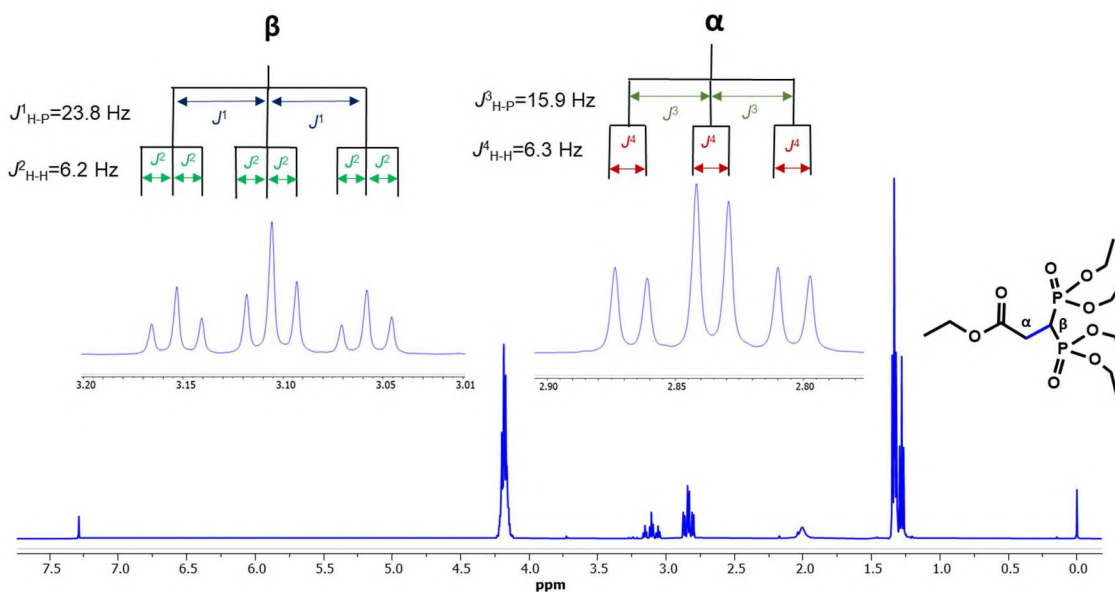 β
α
J¹H-P=23.8 Hz
J¹ J¹
J²H-H=6.2 Hz
J² J² J² J² J² J²
J³H-P=15.9 Hz
J³ J³
J⁴H-H=6.3 Hz
J⁴ J⁴ J⁴
3.20 3.15 3.10 3.05 3.01
2.90 2.85 2.80
O O
O P O
O α β O
P O
O
7.5 7.0 6.5 6.0 5.5 5.0 4.5 4.0 3.5 3.0 2.5 2.0 1.5 1.0 0.5 0.0
ppm